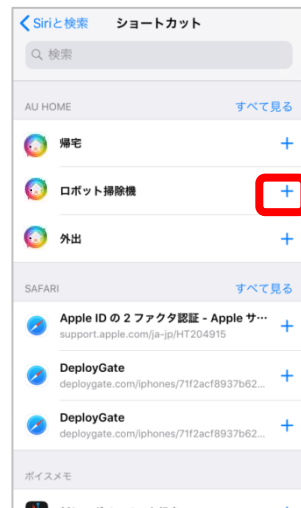 Siriと検索 ショートカット
検索
AU HOME すべて見る
帰宅
ロボット掃除機
外出
SAFARI すべて見る
Apple ID の 2 ファクタ認証 - Apple サ…
support.apple.com/ja-jp/HT204915
DeployGate
deploygate.com/iphones/71f2acf8937b62...
DeployGate
deploygate.com/iphones/71f2acf8937b62...
ボイスメモ